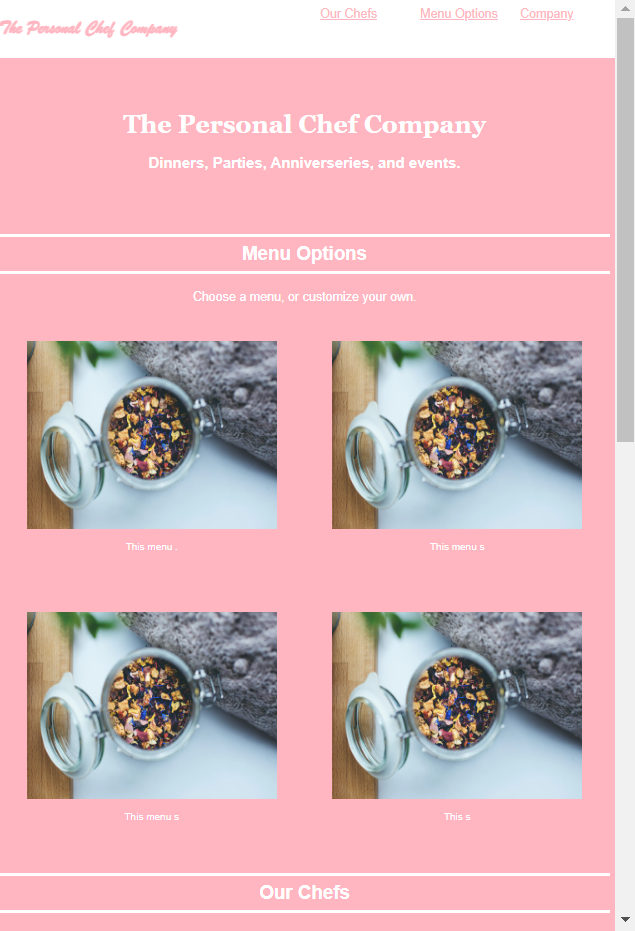 The Personal Chef Company
Our Chefs
Menu Options
Company
The Personal Chef Company
Dinners, Parties, Anniverseries, and events.
Menu Options
Choose a menu, or customize your own.
This menu .
This menu s
This menu s
This s
Our Chefs